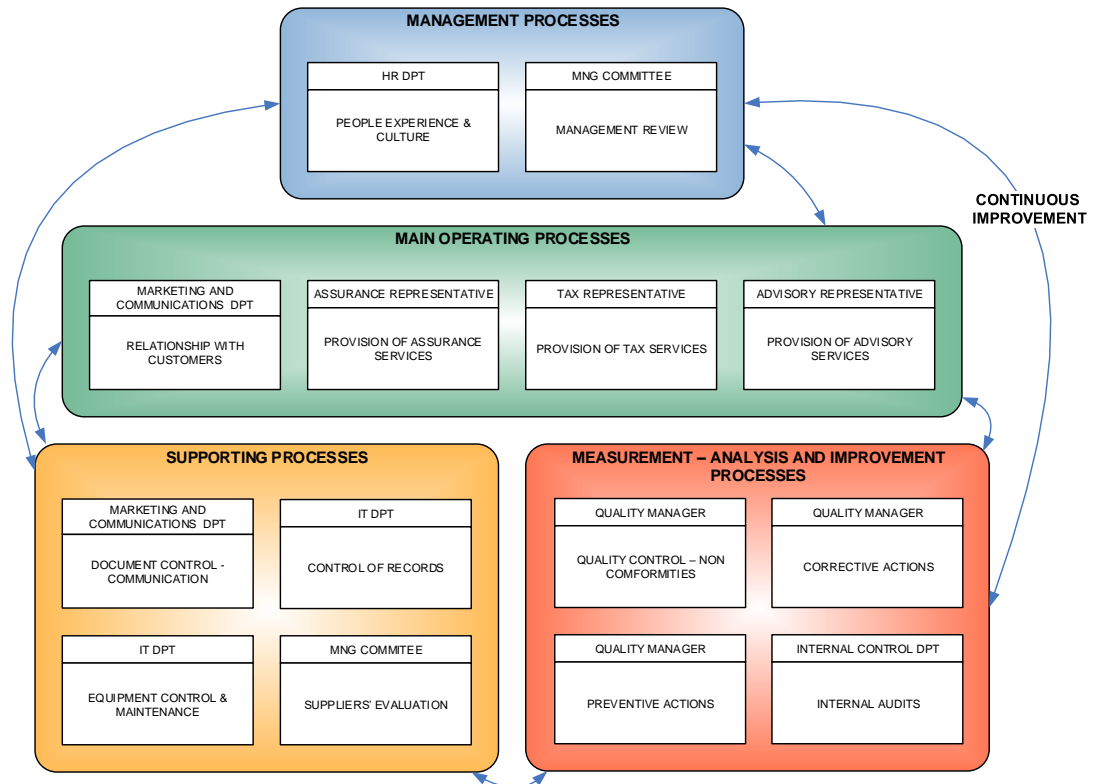 MANAGEMENT PROCESSES
HR DPT
PEOPLE EXPERIENCE &
CULTURE
MNG COMMITTEE
MANAGEMENT REVIEW
CONTINUOUS
IMPROVEMENT
MAIN OPERATING PROCESSES
MARKETING AND
COMMUNICATIONS DPT
RELATIONSHIP WITH
CUSTOMERS
ASSURANCE REPRESENTATIVE
PROVISION OF ASSURANCE
SERVICES
TAX REPRESENTATIVE
PROVISION OF TAX SERVICES
ADVISORY REPRESENTATIVE
PROVISION OF ADVISORY
SERVICES
SUPPORTING PROCESSES
MARKETING AND
COMMUNICATIONS DPT
DOCUMENT CONTROL -
COMMUNICATION
IT DPT
CONTROL OF RECORDS
IT DPT
EQUIPMENT CONTROL &
MAINTENANCE
MNG COMMITEE
SUPPLIERS' EVALUATION
MEASUREMENT – ANALYSIS AND IMPROVEMENT
PROCESSES
QUALITY MANAGER
QUALITY CONTROL – NON
COMFORMITIES
QUALITY MANAGER
CORRECTIVE ACTIONS
QUALITY MANAGER
PREVENTIVE ACTIONS
INTERNAL CONTROL DPT
INTERNAL AUDITS